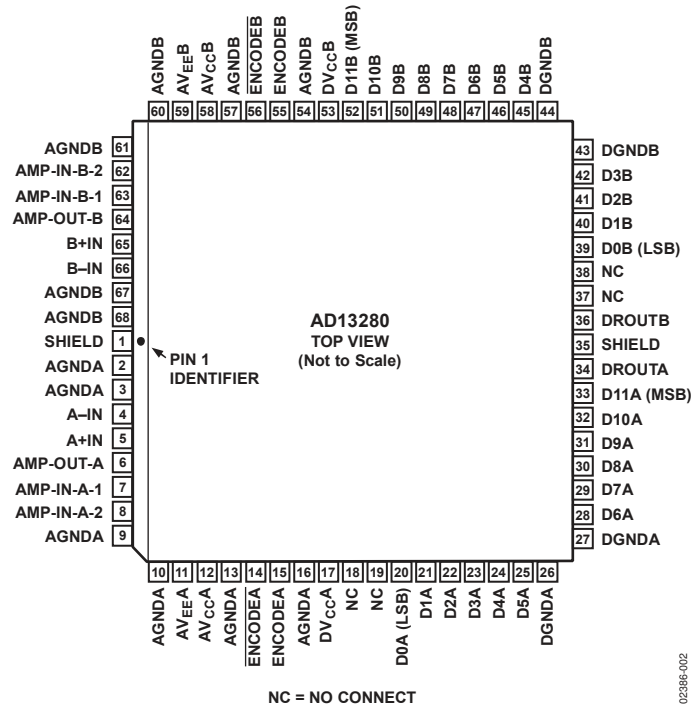 AGNDB
AVEEB
AVCCB
AGNDB
ENCODEB
ENCODEB
AGNDB
DVCCB
D11B (MSB)
D10B
D9B
D8B
D7B
D6B
D5B
D4B
DGNDB
60 59 58 57 56 55 54 53 52 51 50 49 48 47 46 45 44
AGNDB 61
AMP-IN-B-2 62
AMP-IN-B-1 63
AMP-OUT-B 64
B+IN 65
B–IN 66
AGNDB 67
AGNDB 68
SHIELD 1
AGNDA 2
AGNDA 3
A–IN 4
A+IN 5
AMP-OUT-A 6
AMP-IN-A-1 7
AMP-IN-A-2 8
AGNDA 9
PIN 1
IDENTIFIER
AD13280
TOP VIEW
(Not to Scale)
43 DGNDB
42 D3B
41 D2B
40 D1B
39 D0B (LSB)
38 NC
37 NC
36 DROUTB
35 SHIELD
34 DROUTA
33 D11A (MSB)
32 D10A
31 D9A
30 D8A
29 D7A
28 D6A
27 DGNDA
10 11 12 13 14 15 16 17 18 19 20 21 22 23 24 25 26
AGNDA
AVEEA
AVCCA
AGNDA
ENCODEA
ENCODEA
AGNDA
DVCCA
NC
NC
D0A (LSB)
D1A
D2A
D3A
D4A
D5A
DGNDA
NC = NO CONNECT
02386-002